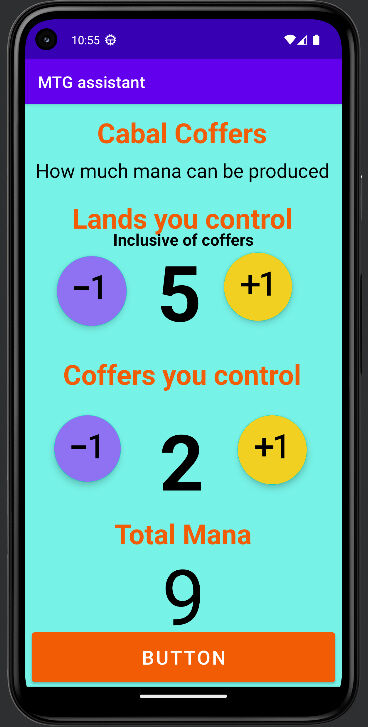 10:55
MTG assistant
Cabal Coffers
How much mana can be produced
Lands you control
Inclusive of coffers
−1 5 +1
Coffers you control
−1 2 +1
Total Mana
9
BUTTON